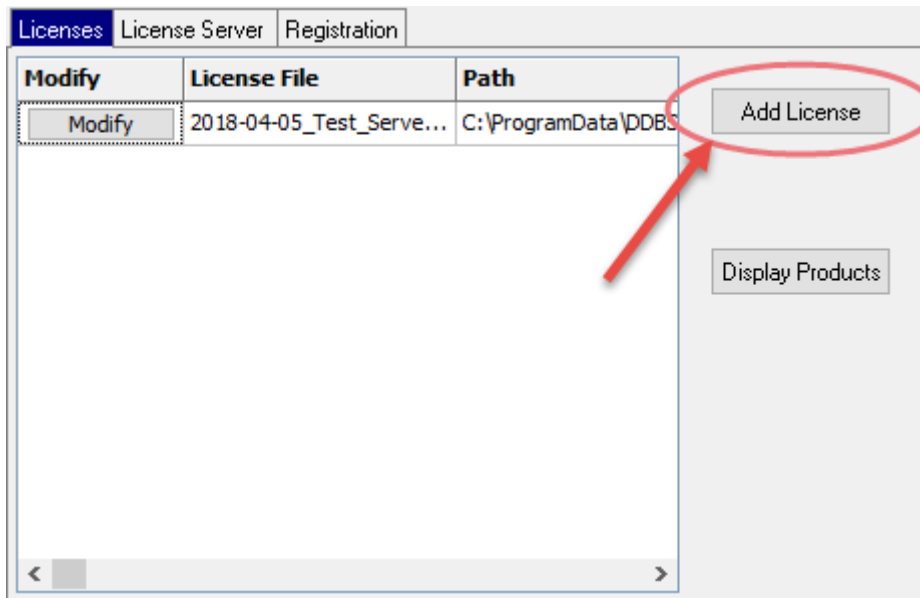 Licenses License Server Registration
Modify License File Path
Modify 2018-04-05_Test_Serve... C:\ProgramData\DDBS
Add License
Display Products